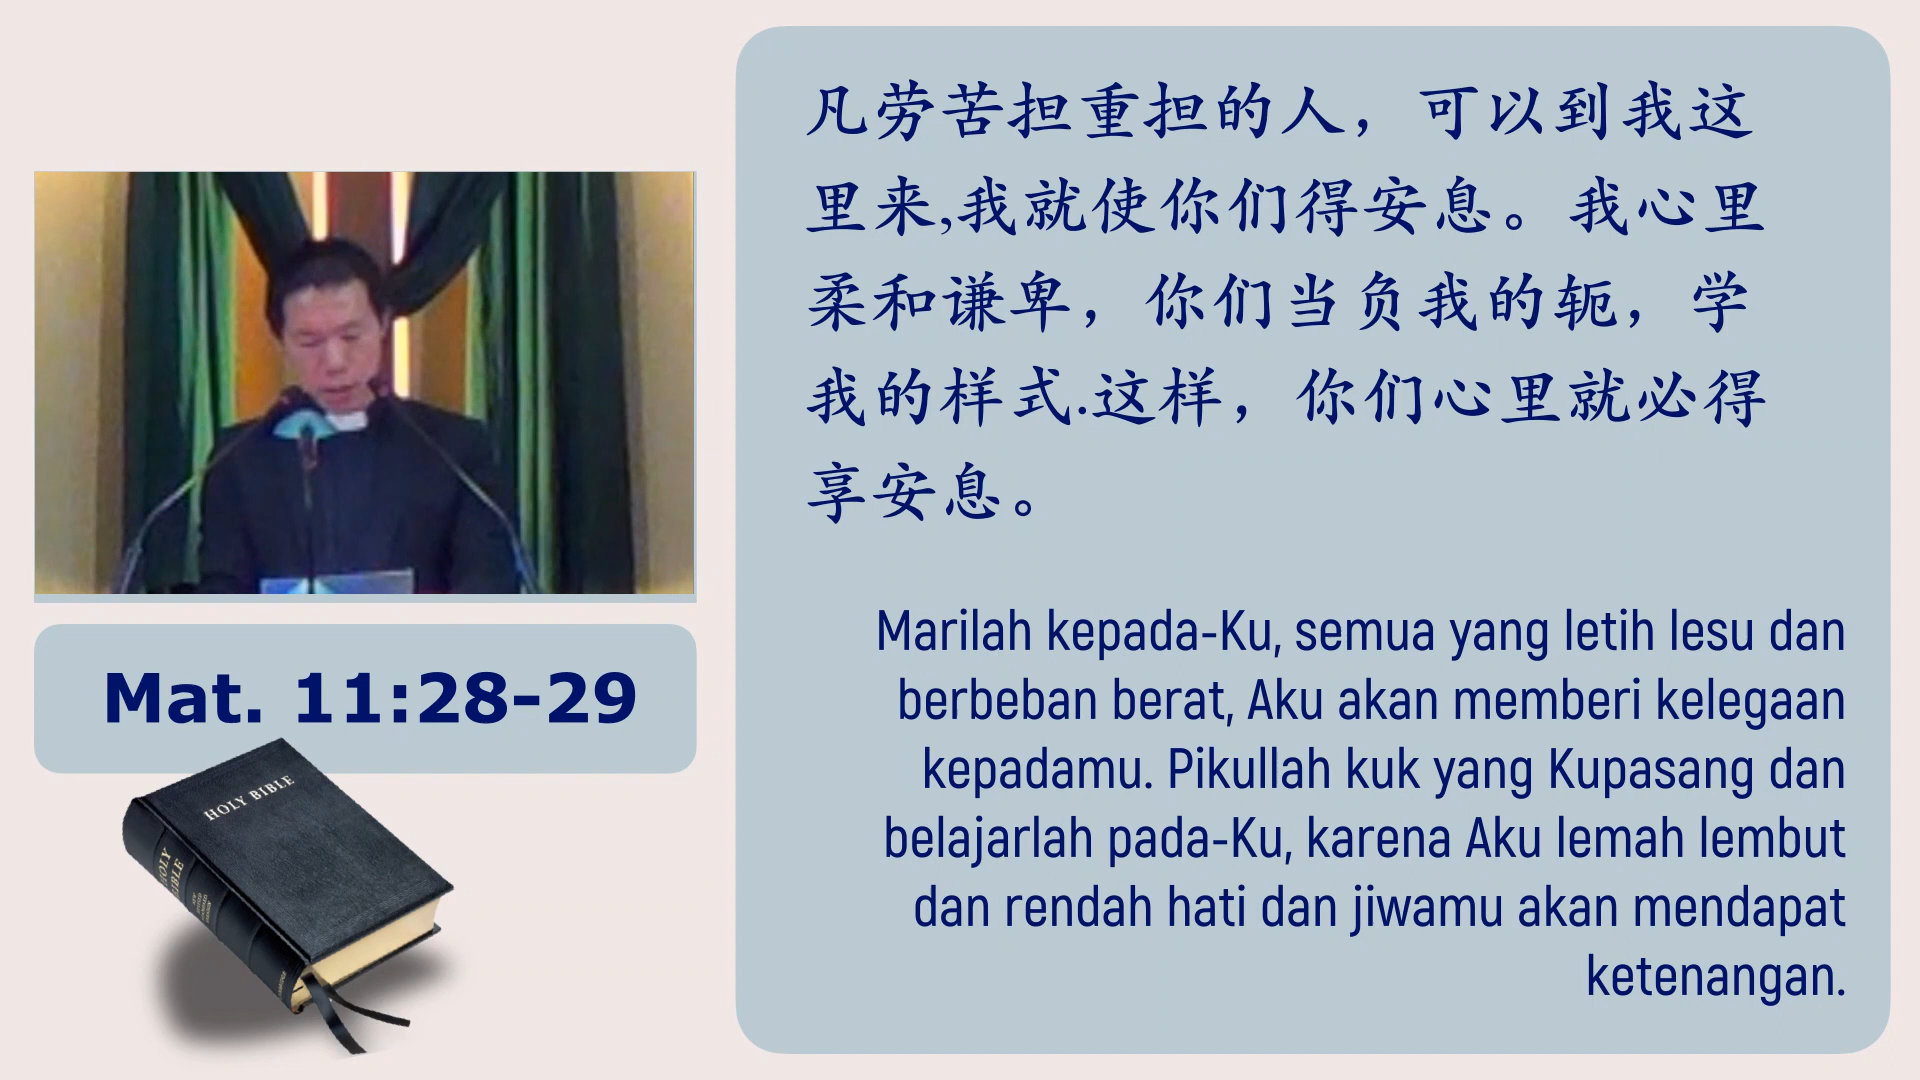 凡劳苦担重担的人，可以到我这
里来,我就使你们得安息。我心里
柔和谦卑，你们当负我的轭，学
我的样式.这样，你们心里就必得
享安息。
Marilah kepada-Ku, semua yang letih lesu dan
berbeban berat, Aku akan memberi kelegaan
kepadamu. Pikullah kuk yang Kupasang dan
belajarlah pada-Ku, karena Aku lemah lembut
dan rendah hati dan jiwamu akan mendapat
ketenangan.
Mat. 11:28-29
HOLY BIBLE
HOLY
BIBLE